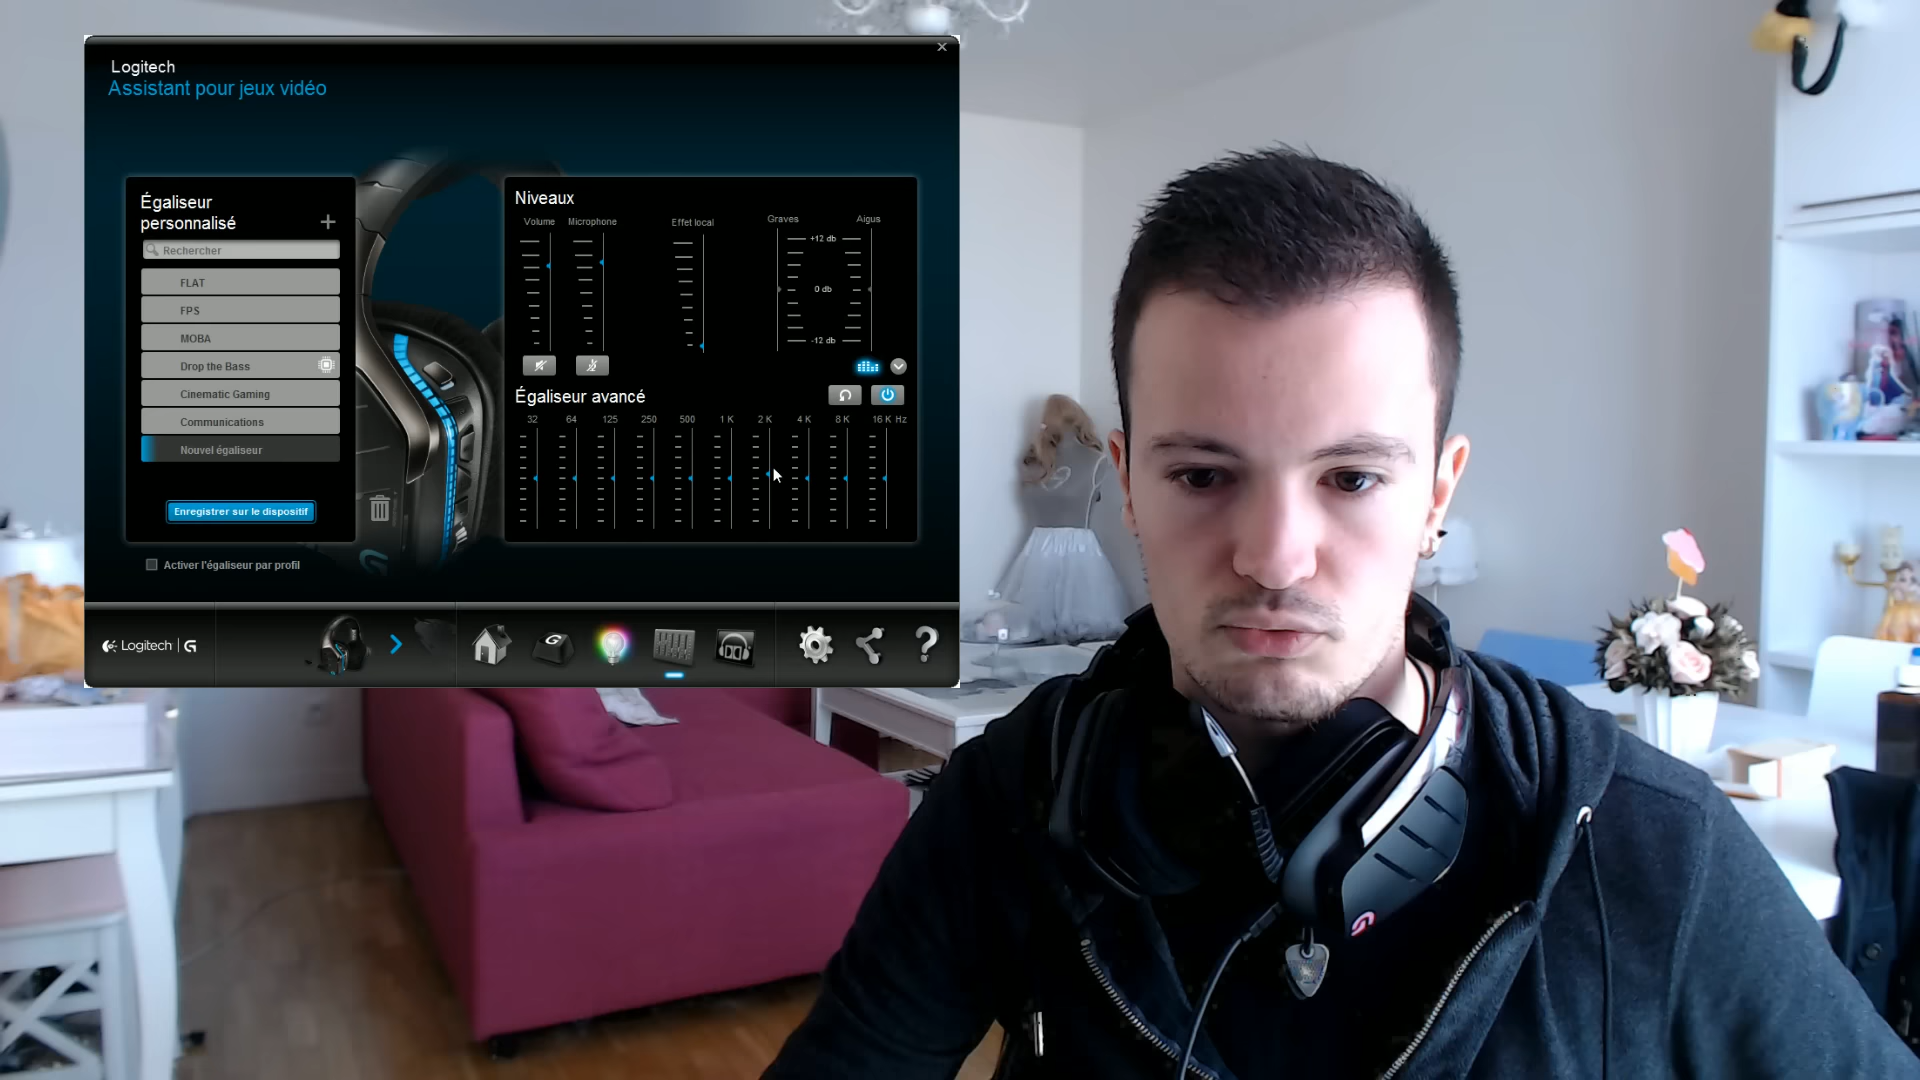 Logitech
Assistant pour jeux vidéo
Égaliseur
personnalisé
Rechercher
FLAT
FPS
MOBA
Drop the Bass
Cinematic Gaming
Communications
Nouvel égaliseur
Enregistrer sur le dispositif
Activer l'égaliseur par profil
Niveaux
Volume Microphone Effet local Graves Aigus
+12 db
0 db
-12 db
Égaliseur avancé
32 64 125 250 500 1 K 2 K 4 K 8 K 16 K Hz
Logitech G